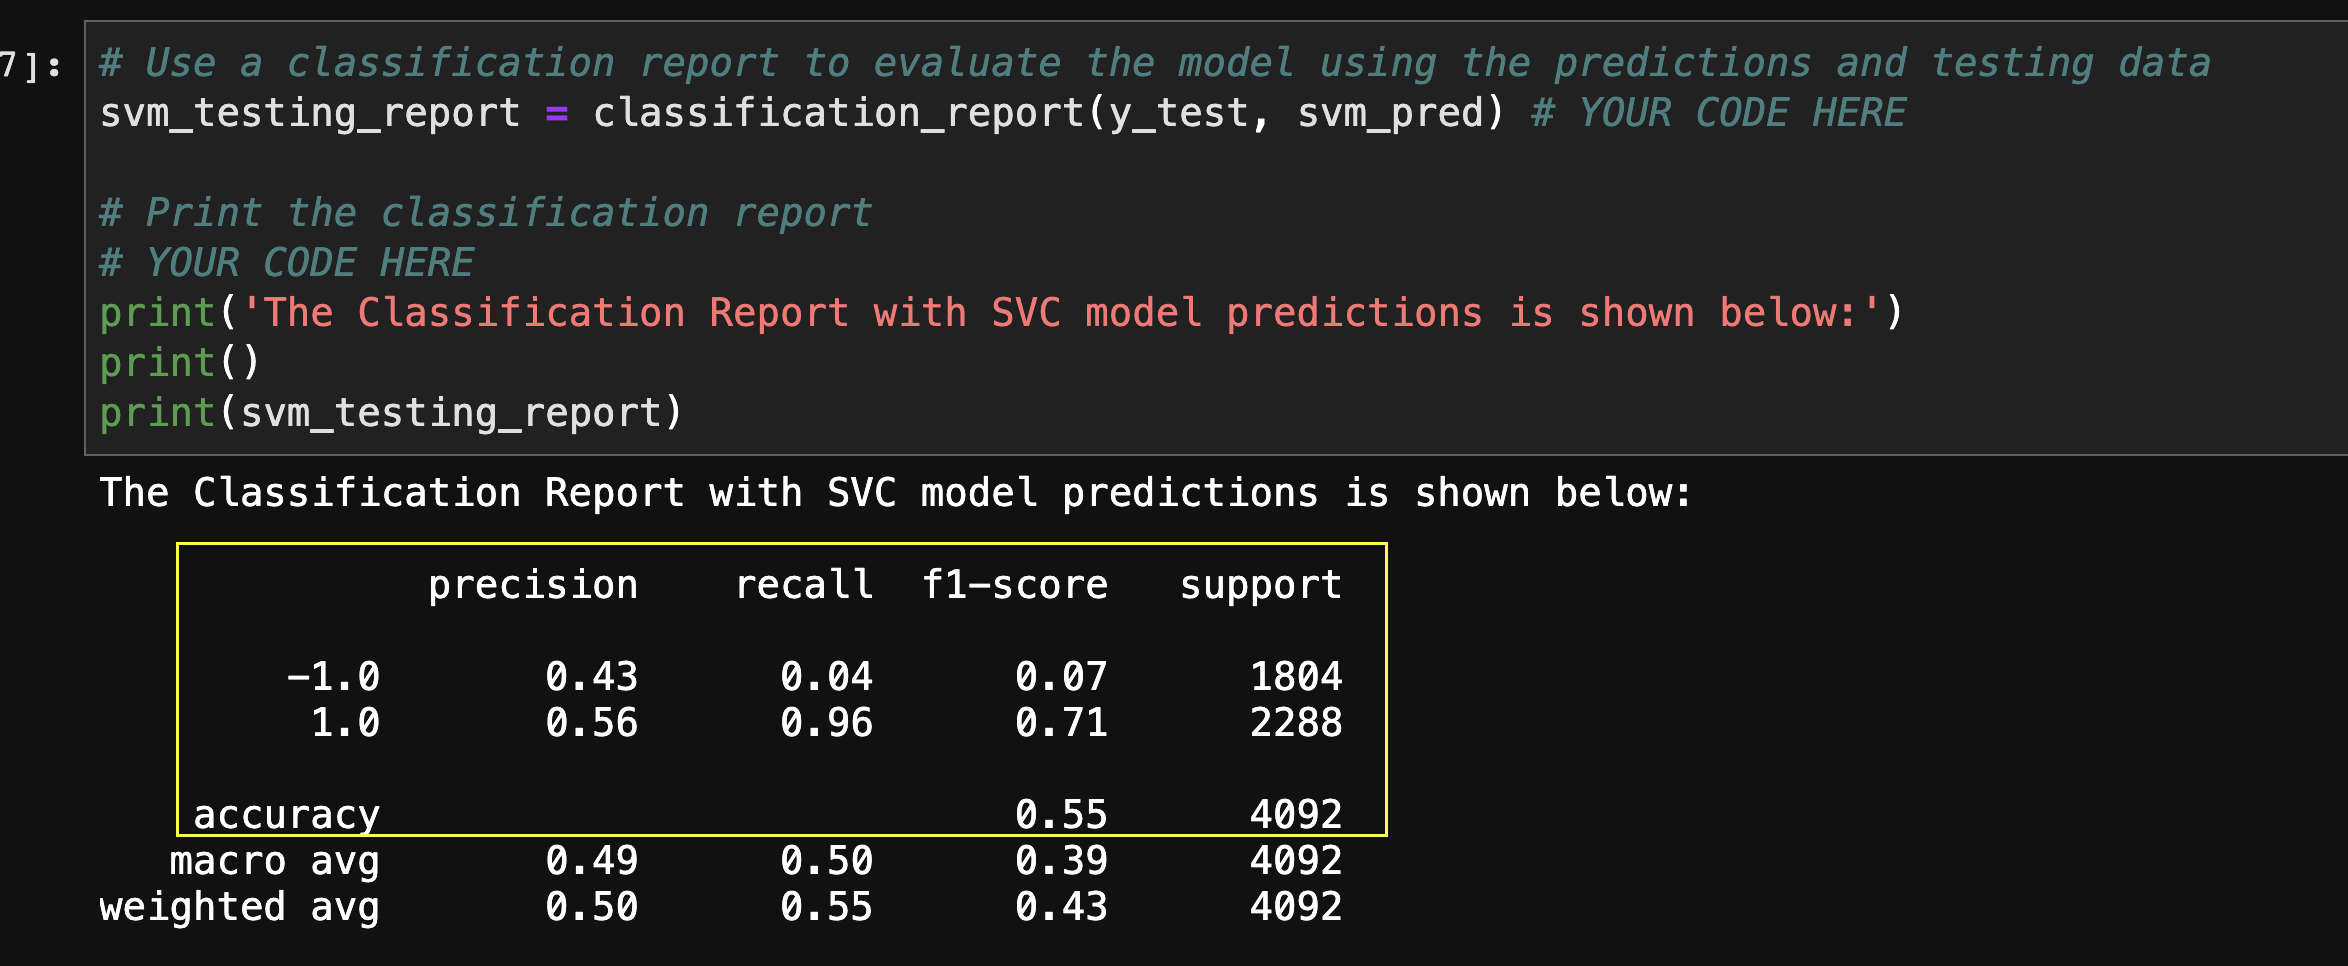 7]:
# Use a classification report to evaluate the model using the predictions and testing data
svm_testing_report = classification_report(y_test, svm_pred) # YOUR CODE HERE
# Print the classification report
# YOUR CODE HERE
print('The Classification Report with SVC model predictions is shown below:')
print()
print(svm_testing_report)
The Classification Report with SVC model predictions is shown below:
precision recall f1-score support
-1.0 0.43 0.04 0.07 1804
1.0 0.56 0.96 0.71 2288
accuracy 0.55 4092
macro avg 0.49 0.50 0.39 4092
weighted avg 0.50 0.55 0.43 4092